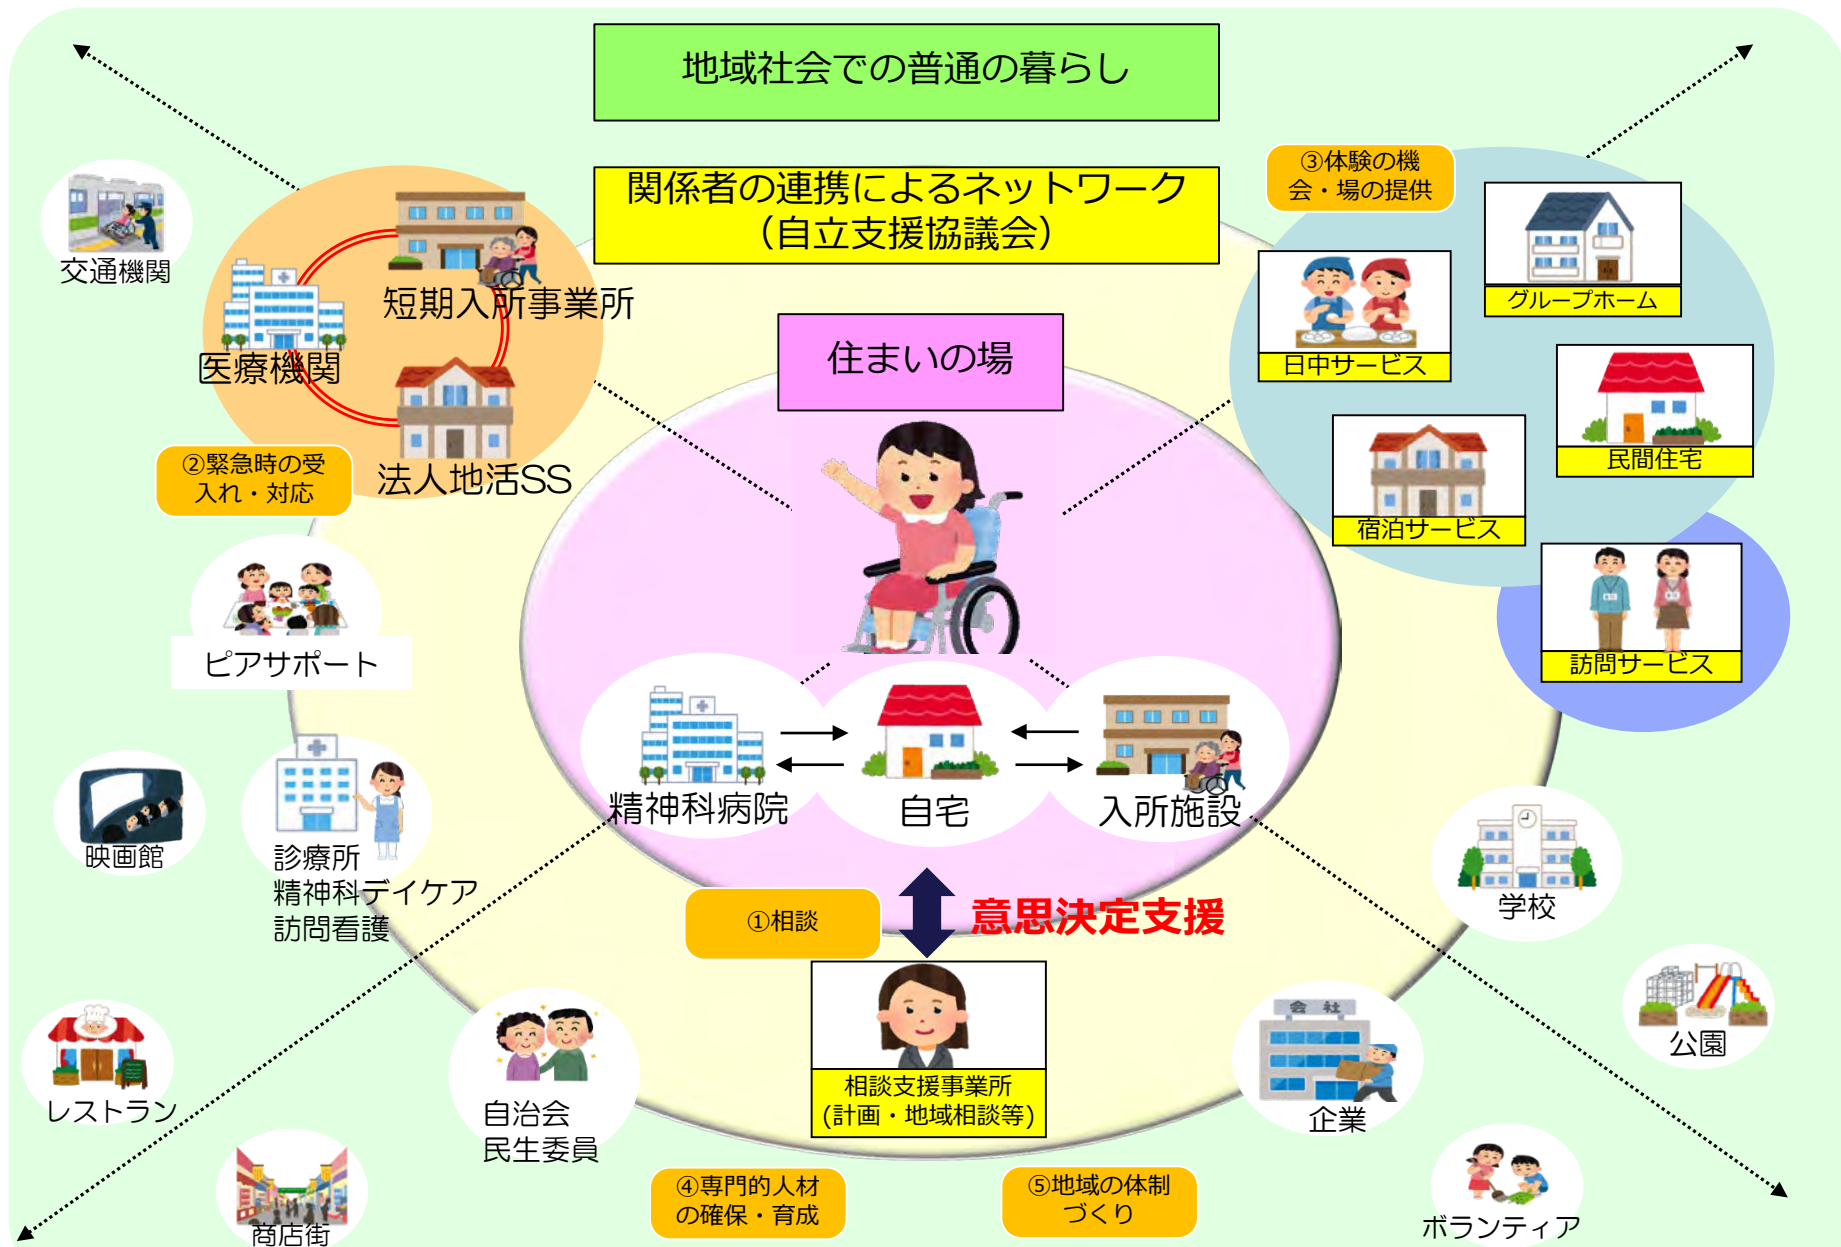 地域社会での普通の暮らし
関係者の連携によるネットワーク
（自立支援協議会）
③体験の機
会・場の提供
交通機関
短期入所事業所
医療機関
法人地活SS
②緊急時の受
入れ・対応
住まいの場
グループホーム
日中サービス
民間住宅
宿泊サービス
訪問サービス
ピアサポート
精神科病院
自宅
入所施設
映画館
診療所
精神科デイケア
訪問看護
①相談
意思決定支援
学校
公園
相談支援事業所
(計画・地域相談等)
レストラン
自治会
民生委員
会社
企業
商店街
④専門的人材
の確保・育成
⑤地域の体制
づくり
ボランティア